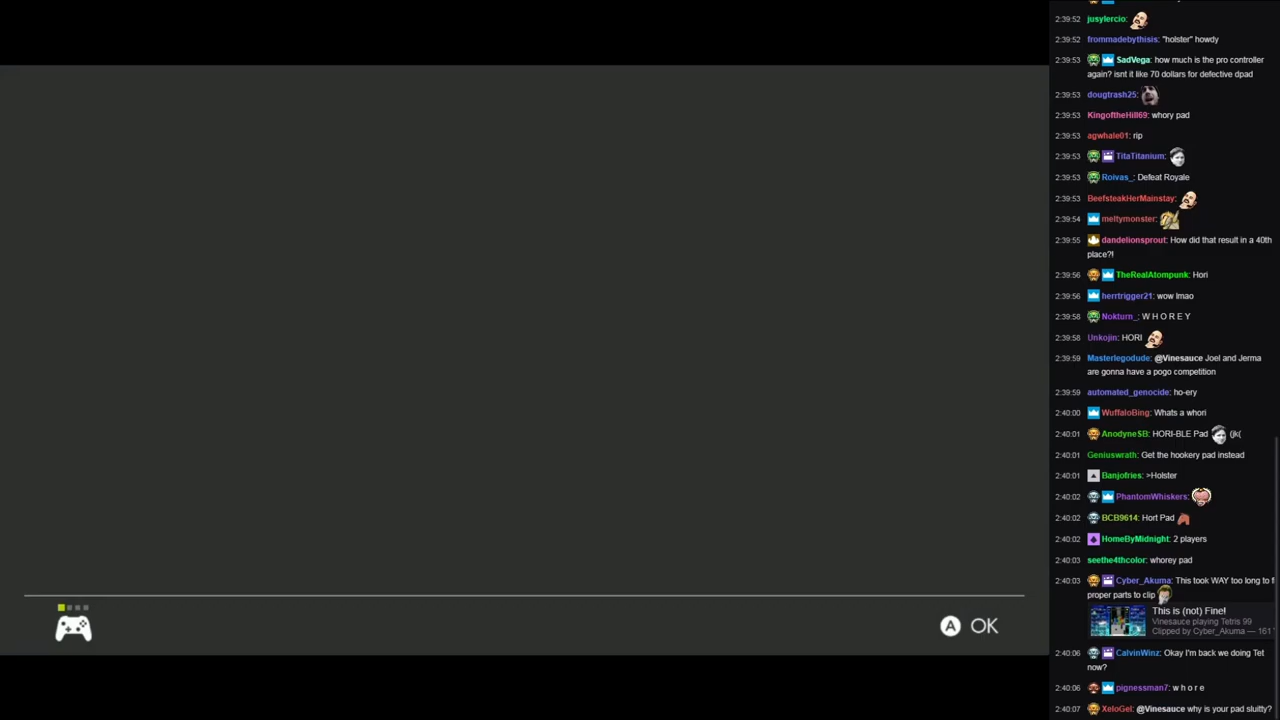 2:39:52 jusylercio:
2:39:52 frommadebythisis: "holster" howdy
2:39:53 SadVega: how much is the pro controller
again? isnt it like 70 dollars for defective dpad
2:39:53 dougtrash25:
2:39:53 KingoftheHill69: whory pad
2:39:53 agwhale01: rip
2:39:53 TitaTitanium:
2:39:53 Roivas_: Defeat Royale
2:39:53 BeefsteakHerMainstay:
2:39:54 meltymonster:
2:39:55 dandelionsprout: How did that result in a 40th
place?!
2:39:56 TheRealAtompunk: Hori
2:39:56 herrtrigger21: wow lmao
2:39:58 Nokturn_: W H O R E Y
2:39:58 Unkojin: HORI
2:39:59 Masterlegodude: @Vinesauce Joel and Jerma
are gonna have a pogo competition
2:39:59 automated_genocide: ho-ery
2:40:00 WuffaloBing: Whats a whori
2:40:01 AnodyneSB: HORI-BLE Pad (jk(
2:40:01 Geniuswrath: Get the hookery pad instead
2:40:01 Banjofries: >Holster
2:40:02 PhantomWhiskers:
2:40:02 BCB9614: Hort Pad
2:40:02 HomeByMidnight: 2 players
2:40:03 seethe4thcolor: whorey pad
2:40:03 Cyber_Akuma: This took WAY too long to f
proper parts to clip
This is (not) Fine!
Vinesauce playing Tetris 99
Clipped by Cyber_Akuma — 161
2:40:06 CalvinWinz: Okay I'm back we doing Tet
now?
2:40:06 pignessman7: w h o r e
2:40:07 XeloGel: @Vinesauce why is your pad sluitty?
A OK